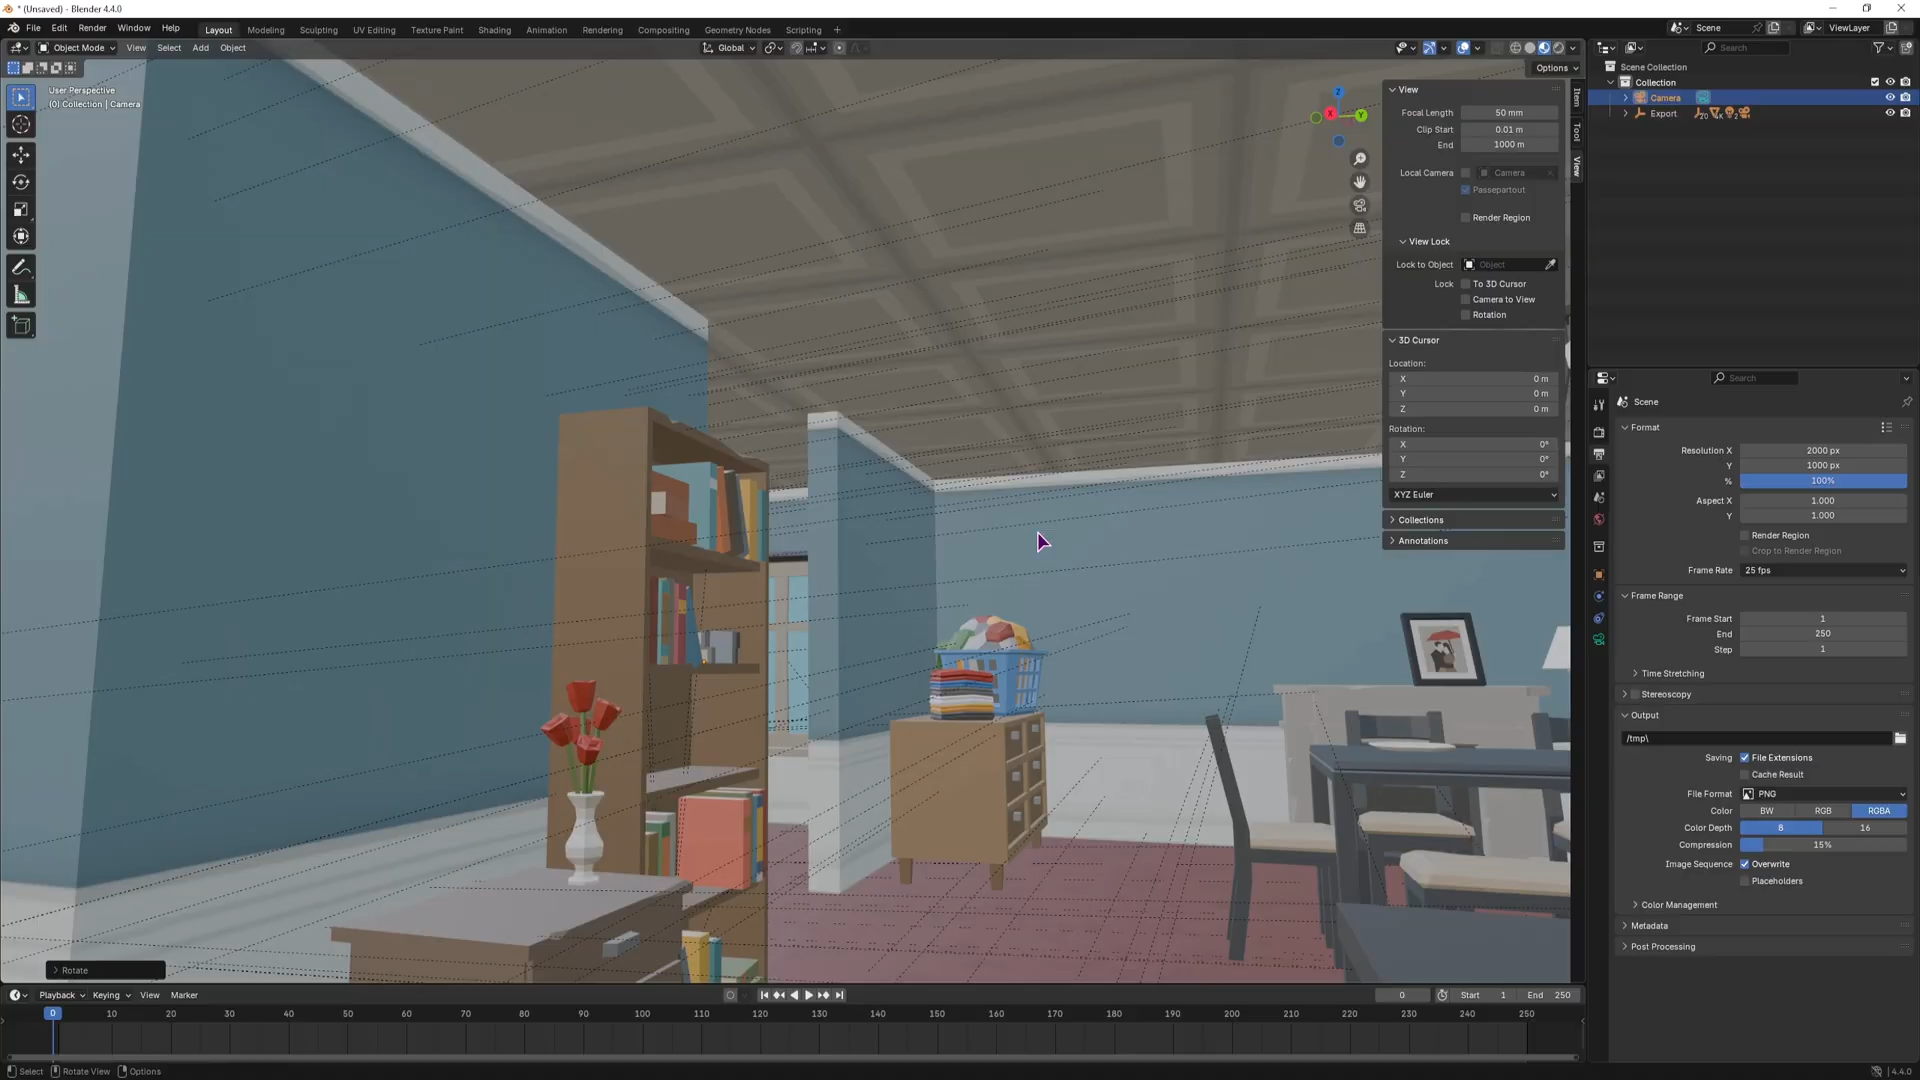 * (Unsaved) - Blender 4.4.0
File Edit Render Window Help Layout Modeling Sculpting UV Editing Texture Paint Shading Animation Rendering Compositing Geometry Nodes Scripting + Scene ViewLayer
Object Mode View Select Add Object Global Search
Options
User Perspective
(0) Collection | Camera
Z
X
Y
View
Focal Length 50 mm
Clip Start 0.01 m
End 1000 m
Local Camera Camera
Passepartout
Render Region
View Lock
Lock to Object Object
Lock To 3D Cursor
Camera to View
Rotation
3D Cursor
Location:
X 0 m
Y 0 m
Z 0 m
Rotation:
X 0°
Y 0°
Z 0°
XYZ Euler
Collections
Annotations
Item
Tool
View
Scene Collection
Collection
Camera
Export
Search
Scene
Format
Resolution X 2000 px
Y 1000 px
% 100%
Aspect X 1.000
Y 1.000
Render Region
Crop to Render Region
Frame Rate 25 fps
Frame Range
Frame Start 1
End 250
Step 1
Time Stretching
Stereoscopy
Output
/tmp\
Saving File Extensions
Cache Result
File Format PNG
Color BW RGB RGBA
Color Depth 8 16
Compression 15%
Image Sequence Overwrite
Placeholders
Color Management
Metadata
Post Processing
Rotate
Playback Keying View Marker 0 Start 1 End 250
0 10 20 30 40 50 60 70 80 90 100 110 120 130 140 150 160 170 180 190 200 210 220 230 240 250
Select Rotate View Options 4.4.0